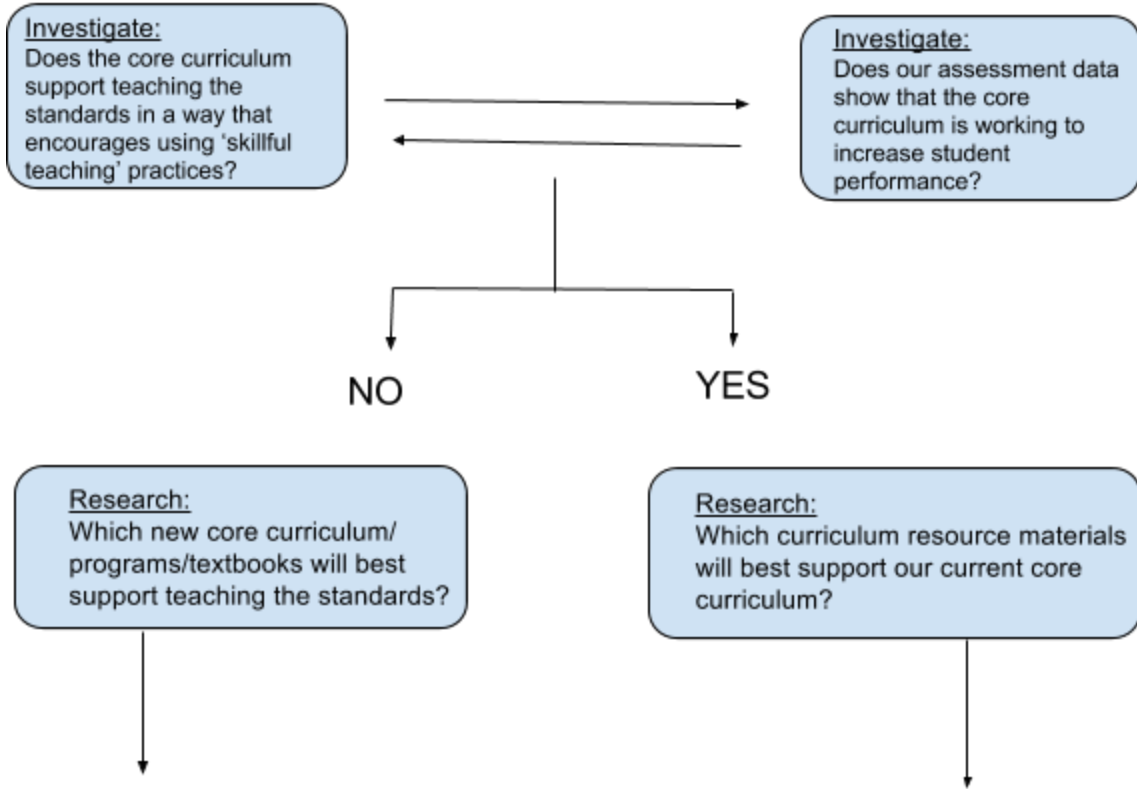 Investigate:
Does the core curriculum
support teaching the
standards in a way that
encourages using ‘skillful
teaching’ practices?
Investigate:
Does our assessment data
show that the core
curriculum is working to
increase student
performance?
NO
YES
Research:
Which new core curriculum/
programs/textbooks will best
support teaching the standards?
Research:
Which curriculum resource materials
will best support our current core
curriculum?